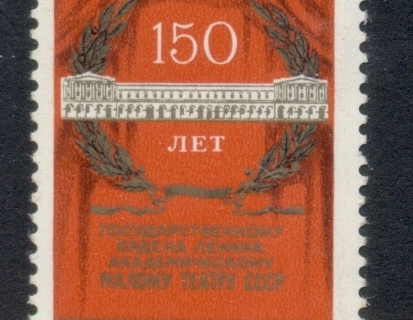 150
ЛЕТ
ГОСУДАРСТВЕННОМУ
ОРДЕНА ЛЕНИНА
АКАДЕМИЧЕСКОМУ
МАЛОМУ ТЕАТРУ СССР